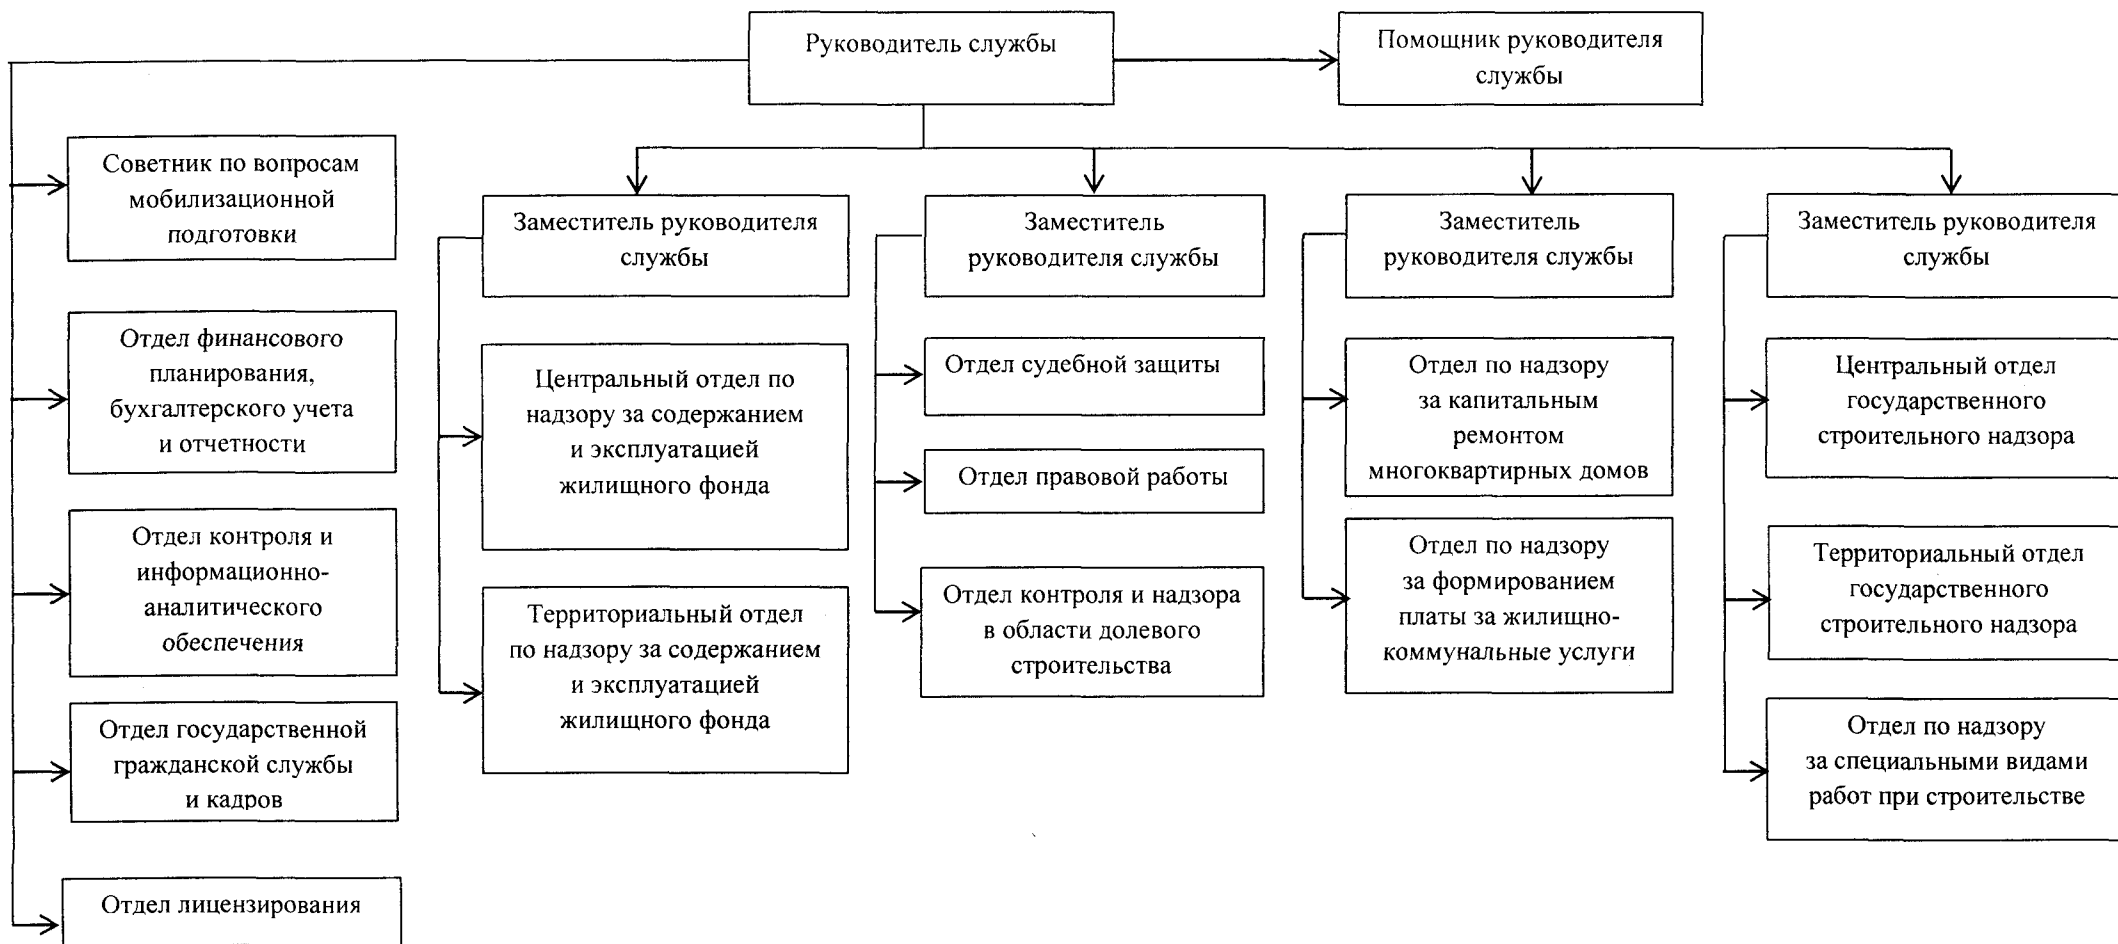 Руководитель службы
Помощник руководителя
службы
Советник по вопросам
мобилизационной
подготовки
Отдел финансового
планирования,
бухгалтерского учета
и отчетности
Отдел контроля и
информационно-
аналитического
обеспечения
Отдел государственной
гражданской службы
и кадров
Отдел лицензирования
Заместитель руководителя
службы
Центральный отдел по
надзору за содержанием
и эксплуатацией
жилищного фонда
Территориальный отдел
по надзору за содержанием
и эксплуатацией
жилищного фонда
Заместитель
руководителя службы
Отдел судебной защиты
Отдел правовой работы
Отдел контроля и надзора
в области долевого
строительства
Заместитель
руководителя службы
Отдел по надзору
за капитальным
ремонтом
многоквартирных домов
Отдел по надзору
за формированием
платы за жилищно-
коммунальные услуги
Заместитель руководителя
службы
Центральный отдел
государственного
строительного надзора
Территориальный отдел
государственного
строительного надзора
Отдел по надзору
за специальными видами
работ при строительстве